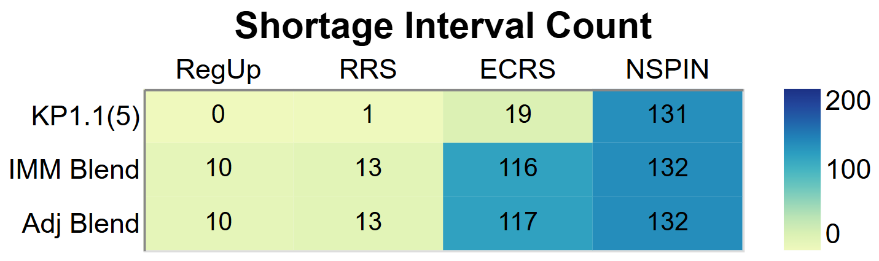 Shortage Interval Count
RegUp RRS ECRS NSPIN
KP1.1(5) 0 1 19 131
IMM Blend 10 13 116 132
Adj Blend 10 13 117 132
200
100
0